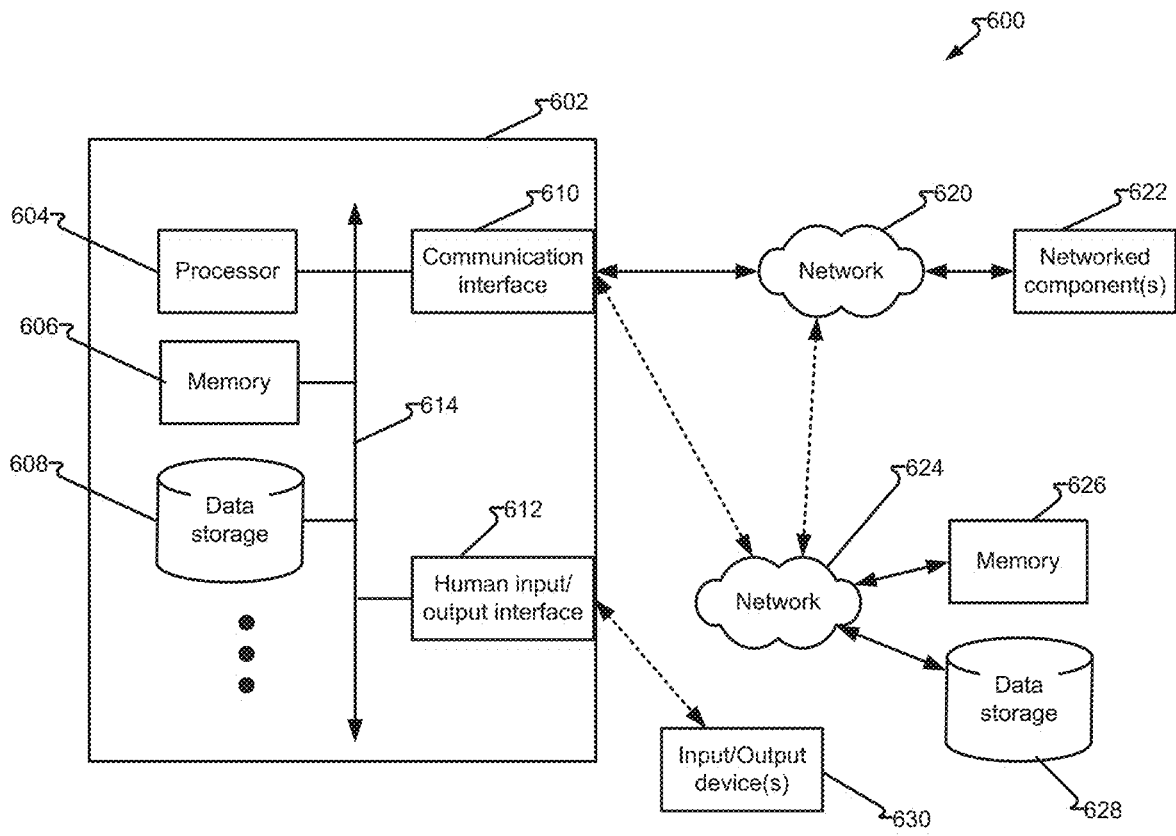 600
602
610
620
622
604
Processor
Communication
interface
Network
Networked
component(s)
606
Memory
614
608
Data
storage
612
624
626
Human input/
output interface
Network
Memory
Data
storage
Input/Output
device(s)
630
628